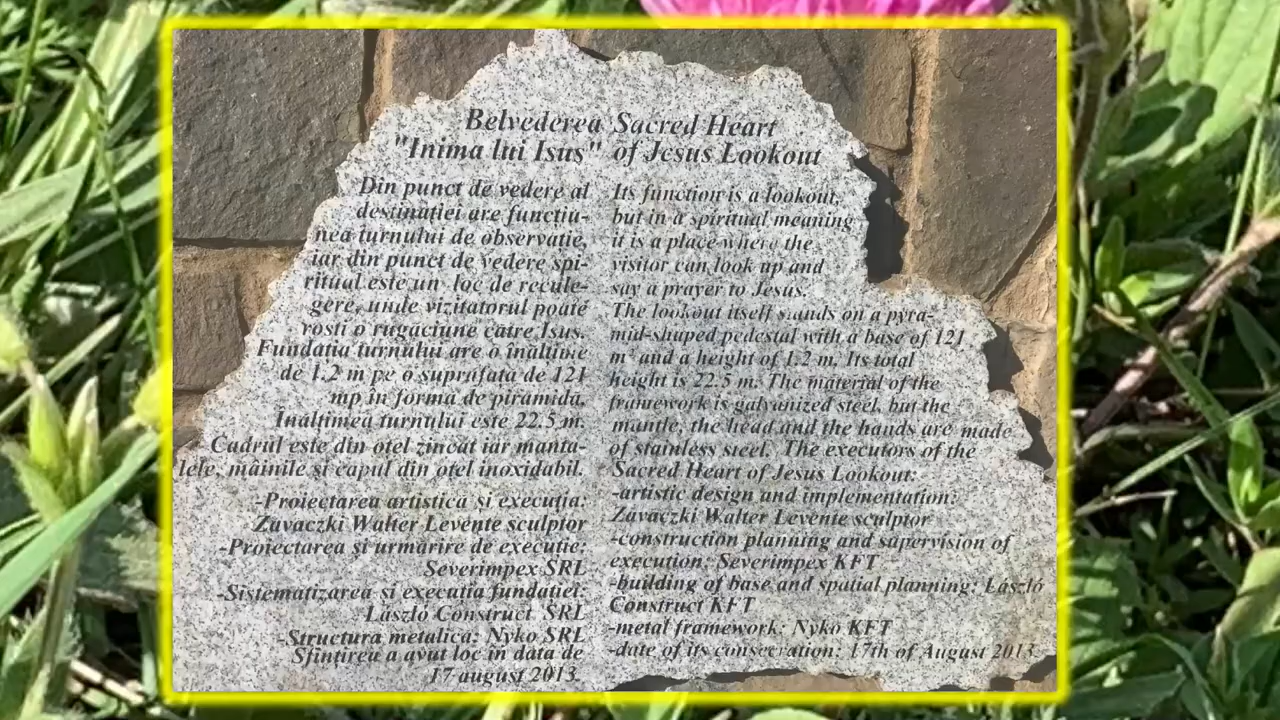 Belvederea
"Inima lui Isus"
Din punct de vedere al
destinației are funcțiu-
nea turnului de observație,
iar din punct de vedere spi-
ritual este un loc de recule-
gere, unde vizitatorul poate
rosti o rugăciune către Isus.
Fundația turnului are o înălțime
de 1,2 m pe o suprafața de 121
mp în forma de piramida.
Inălțimea turnului este 22.5 m.
Cadrul este din oțel zincat iar manta-
lele, mâinile și capul din oțel inoxidabil.
-Proiectarea artistică și execuția:
Zavaczki Walter Levente sculptor
-Proiectarea și urmărire de execuție:
Severimpex SRL
-Sistematizarea si executia fundației:
László Construct SRL
-Structura metalica: Nyko SRL
Sfințirea a avut loc în data de
17 august 2013.
Sacred Heart
of Jesus Lookout
Its function is a lookout,
but in a spiritual meaning
it is a place where the
visitor can look up and
say a prayer to Jesus.
The lookout itself stands on a pyra-
mid-shaped pedestal with a base of 121
m² and a height of 1.2 m. Its total
height is 22.5 m. The material of the
framework is galvanized steel, but the
mantle, the head and the hands are made
of stainless steel. The executors of the
Sacred Heart of Jesus Lookout:
-artistic design and implementation:
Zavaczki Walter Levente sculptor
-construction planning and supervision of
execution: Severimpex KFT
-building of base and spatial planning: László
Construct KFT
-metal framework: Nyko KFT
-date of its consecration: 17th of August 2013.